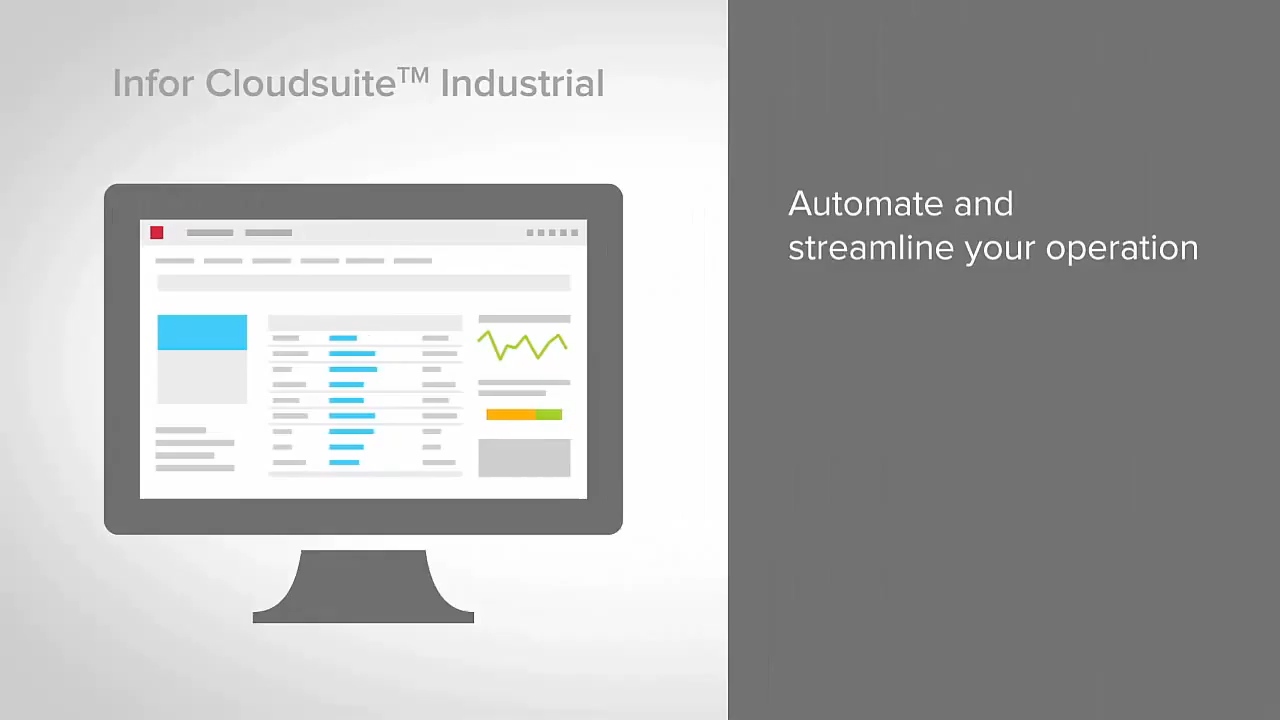 Infor Cloudsuite™ Industrial
Automate and
streamline your operation